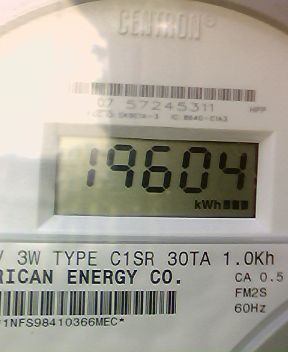 CENTRON®
07 57245311
19604
kWh
V 3W TYPE C1SR 30TA 1.0Kh
RICAN ENERGY CO. CA 0.5
FM2S
60Hz
*1NFS98410366MEC*